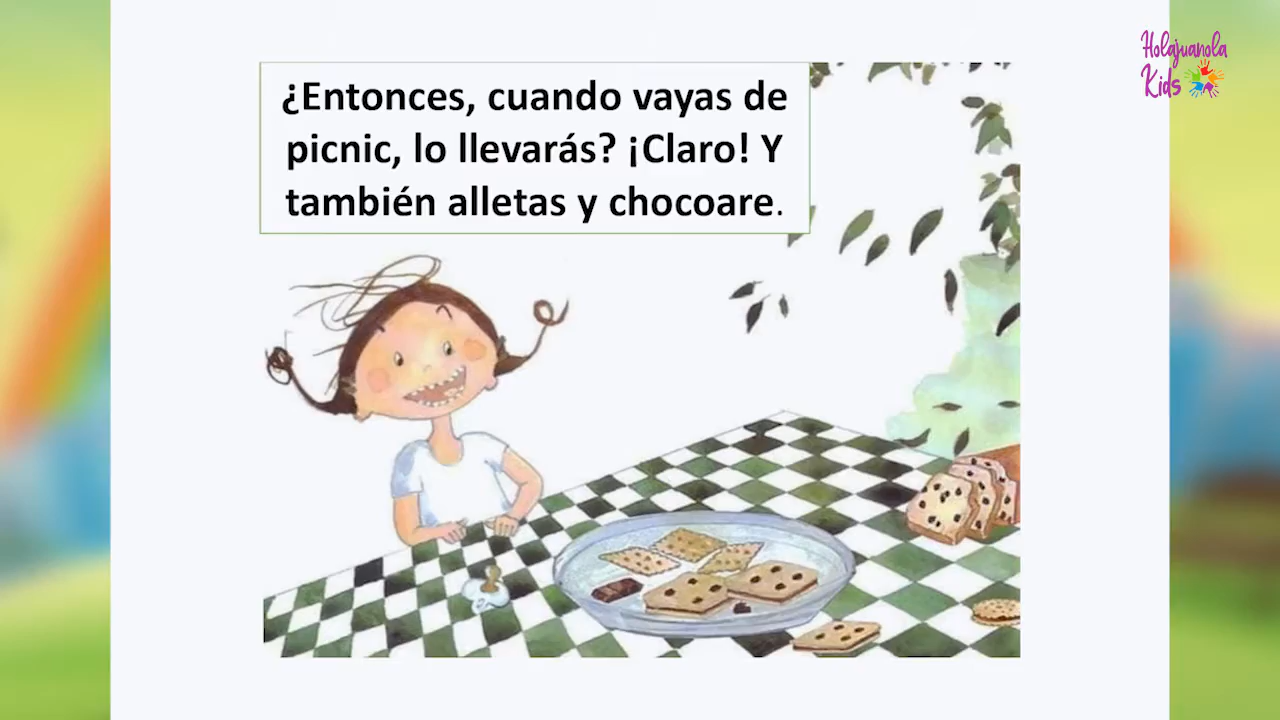 Holajuanola
Kids
¿Entonces, cuando vayas de
picnic, lo llevarás? ¡Claro! Y
también alletas y chocoare.